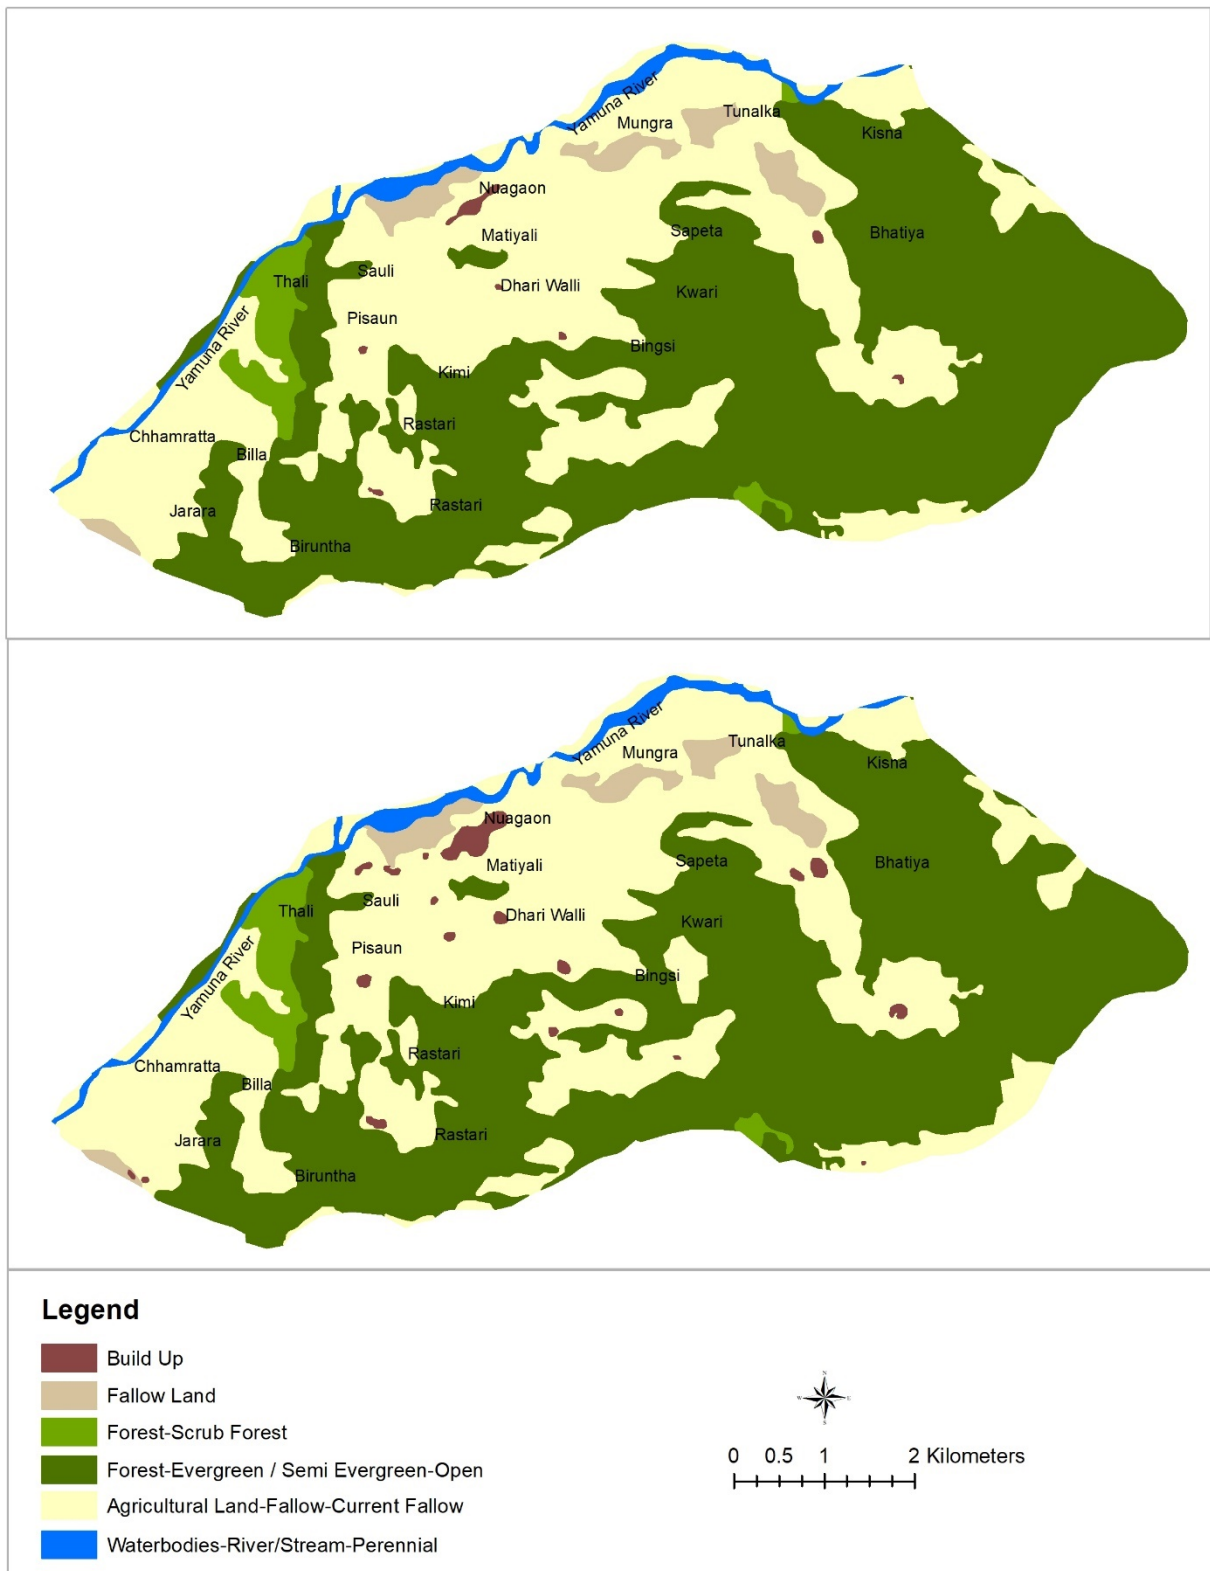 Yamuna River
Tunalka
Mungra
Kisna
Nuagaon
Sapeta
Bhatiya
Matiyali
Sauli
Thali
Dhari Walli
Kwari
Pisaun
Yamuna River
Bingsi
Kimi
Rastari
Chhamratta
Billa
Rastari
Jarara
Biruntha
Yamuna River
Tunalka
Mungra
Kisna
Nuagaon
Sapeta
Bhatiya
Matiyali
Sauli
Thali
Dhari Walli
Kwari
Pisaun
Yamuna River
Bingsi
Kimi
Rastari
Chhamratta
Billa
Rastari
Jarara
Biruntha
Legend
Build Up
Fallow Land
Forest-Scrub Forest
Forest-Evergreen / Semi Evergreen-Open
Agricultural Land-Fallow-Current Fallow
Waterbodies-River/Stream-Perennial
N
W E
S
0 0.5 1 2 Kilometers